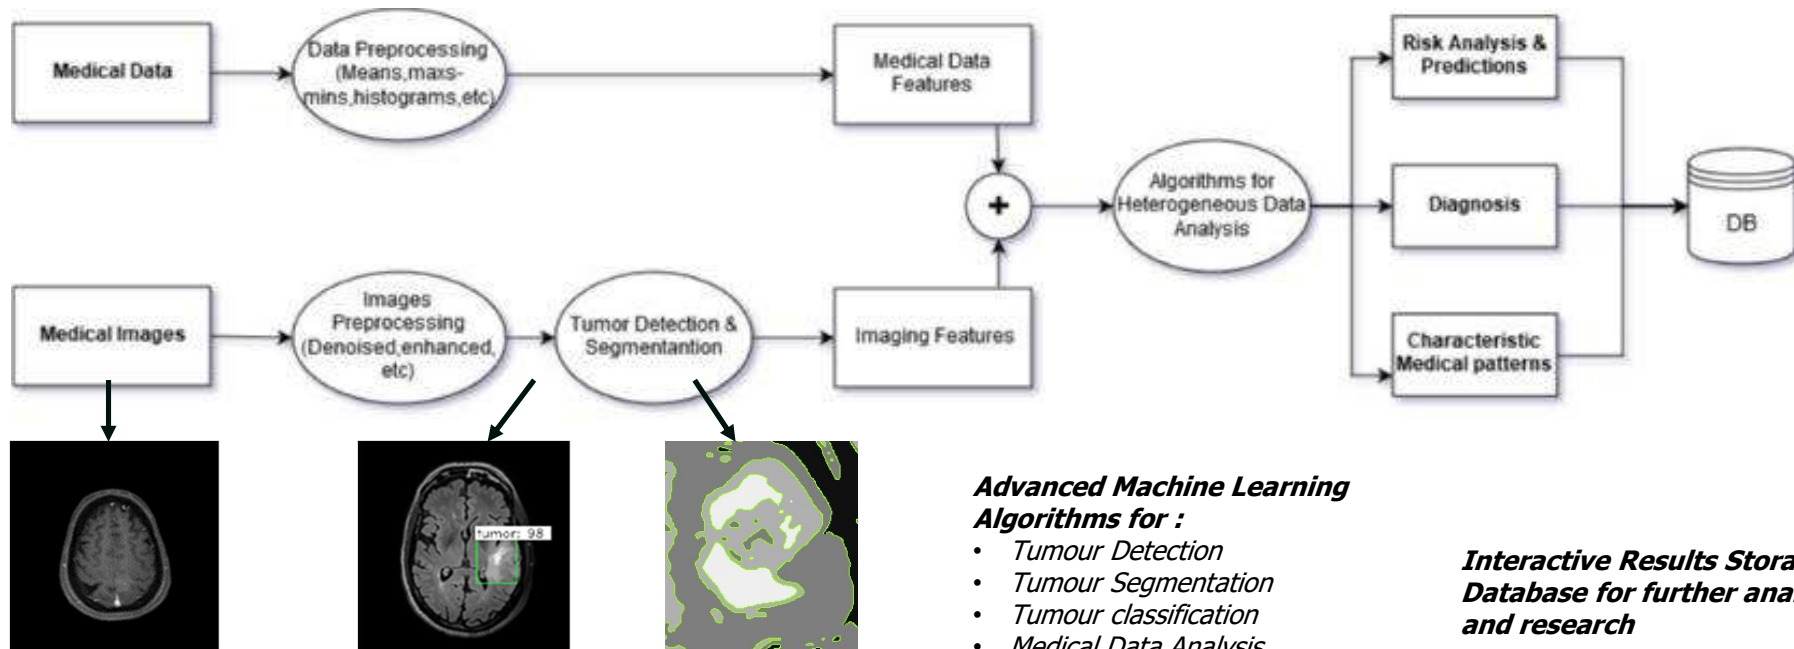 Medical Data
Data Preprocessing
(Means,maxs-
mins,histograms,etc)
Medical Data
Features
Risk Analysis &
Predictions
Algorithms for
Heterogeneous Data
Analysis
Diagnosis
DB
Medical Images
Images
Preprocessing
(Denoised,enhanced,
etc)
Tumor Detection &
Segmentantion
Imaging Features
Characteristic
Medical patterns
+
tumor: 98
Advanced Machine Learning
Algorithms for :
• Tumour Detection
• Tumour Segmentation
• Tumour classification
• Medical Data Analysis
Interactive Results Stora
Database for further ana
and research